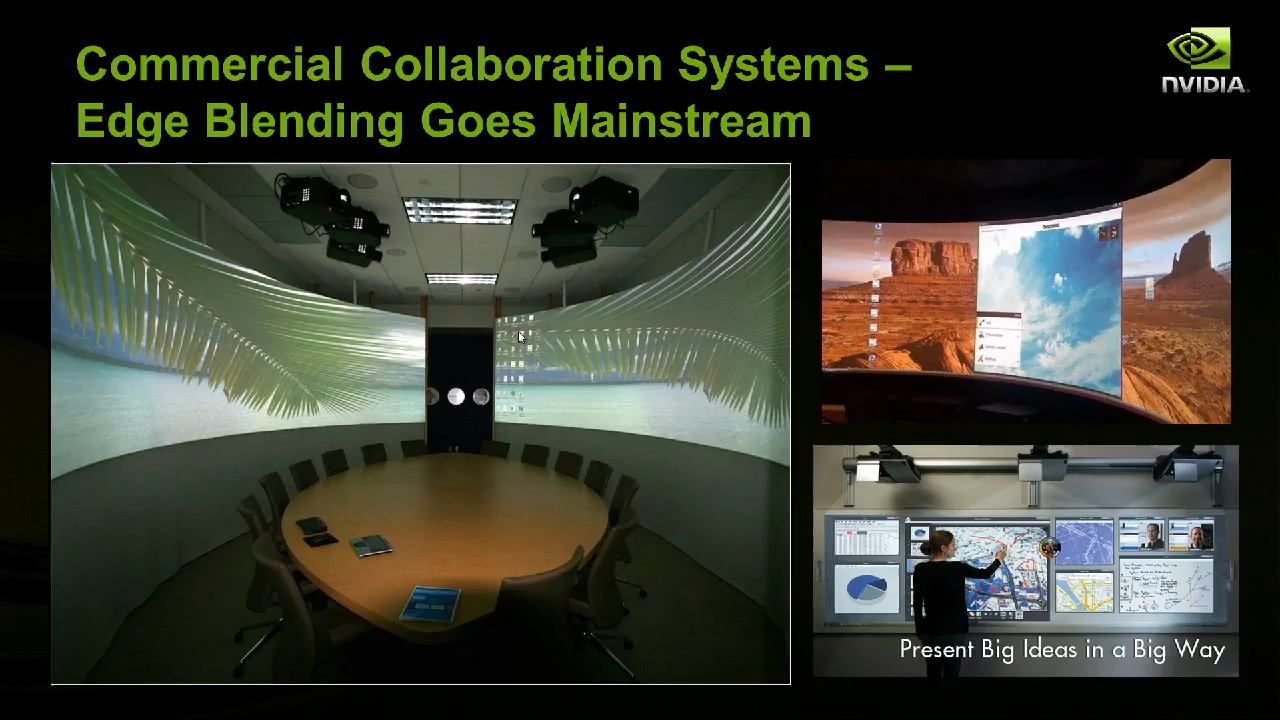 Commercial Collaboration Systems –
Edge Blending Goes Mainstream
NVIDIA
Present Big Ideas in a Big Way